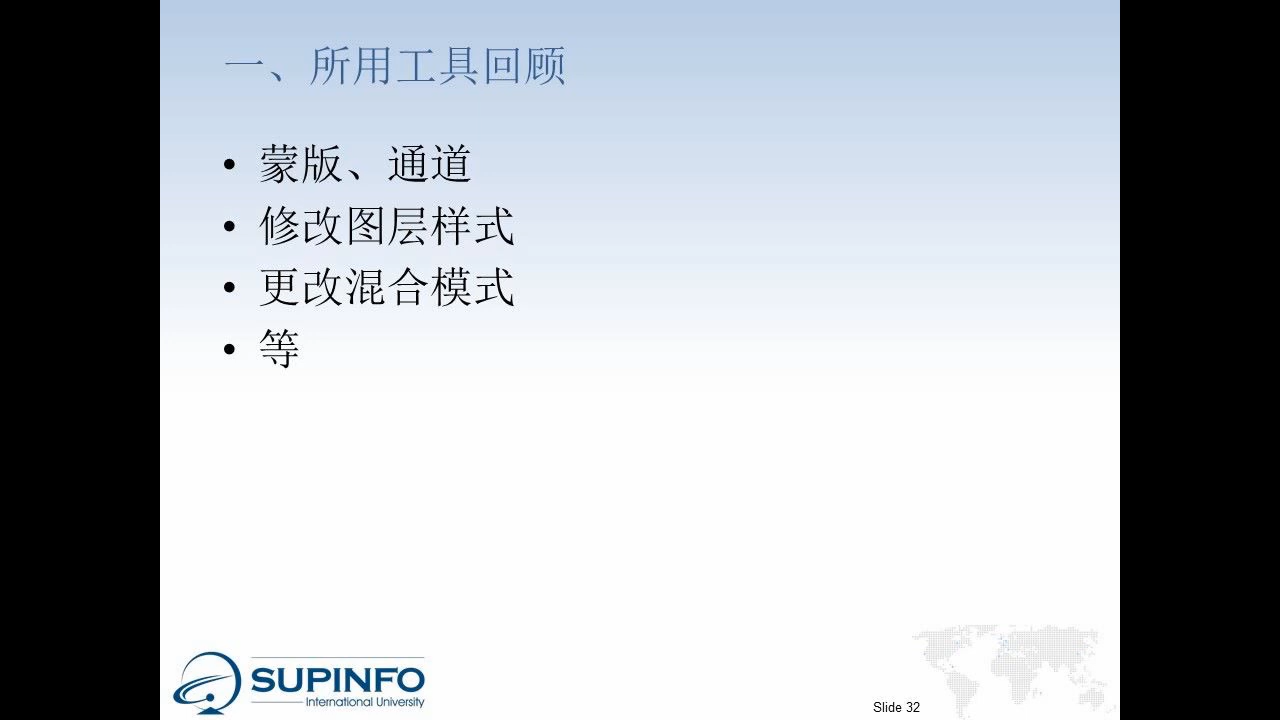 一、所用工具回顾
• 蒙版、通道
• 修改图层样式
• 更改混合模式
• 等
SUPINFO
International University
Slide 32